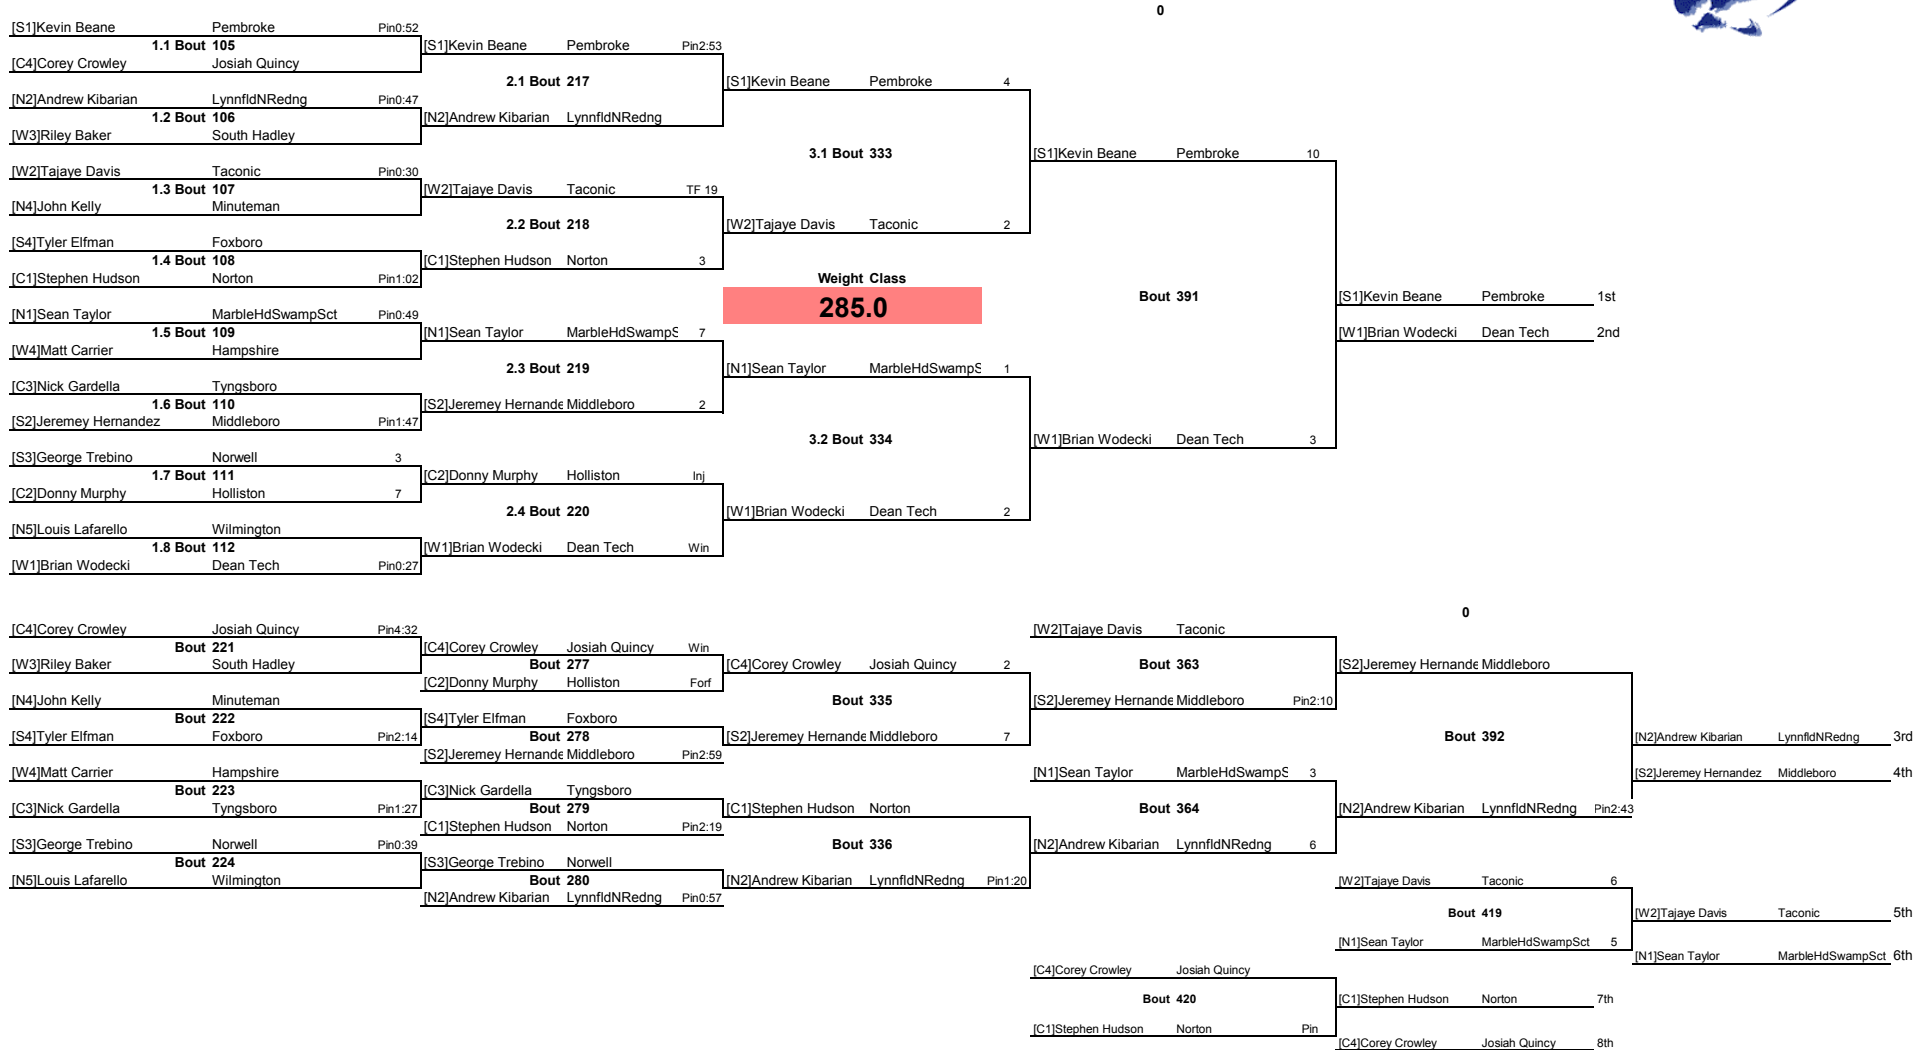 0
[S1]Kevin Beane Pembroke Pin0:52
1.1 Bout 105
[C4]Corey Crowley Josiah Quincy
[N2]Andrew Kibarian LynnfldNRedng Pin0:47
1.2 Bout 106
[W3]Riley Baker South Hadley
[W2]Tajaye Davis Taconic Pin0:30
1.3 Bout 107
[N4]John Kelly Minuteman
[S4]Tyler Elfman Foxboro
1.4 Bout 108
[C1]Stephen Hudson Norton Pin1:02
[N1]Sean Taylor MarbleHdSwampSct Pin0:49
1.5 Bout 109
[W4]Matt Carrier Hampshire
[C3]Nick Gardella Tyngsboro
1.6 Bout 110
[S2]Jeremey Hernandez Middleboro Pin1:47
[S3]George Trebino Norwell 3
1.7 Bout 111
[C2]Donny Murphy Holliston 7
[N5]Louis Lafarello Wilmington
1.8 Bout 112
[W1]Brian Wodecki Dean Tech Pin0:27
[S1]Kevin Beane Pembroke Pin2:53
2.1 Bout 217
[N2]Andrew Kibarian LynnfldNRedng
[W2]Tajaye Davis Taconic TF 19
2.2 Bout 218
[C1]Stephen Hudson Norton 3
[N1]Sean Taylor MarbleHdSwampS 7
2.3 Bout 219
[S2]Jeremey Hernande Middleboro 2
[C2]Donny Murphy Holliston Inj
2.4 Bout 220
[W1]Brian Wodecki Dean Tech Win
[S1]Kevin Beane Pembroke 4
3.1 Bout 333
[W2]Tajaye Davis Taconic 2
Weight Class
285.0
[N1]Sean Taylor MarbleHdSwampS 1
3.2 Bout 334
[W1]Brian Wodecki Dean Tech 2
[S1]Kevin Beane Pembroke 10
Bout 391
[W1]Brian Wodecki Dean Tech 3
[S1]Kevin Beane Pembroke 1st
[W1]Brian Wodecki Dean Tech 2nd
0
[C4]Corey Crowley Josiah Quincy Pin4:32
Bout 221
[W3]Riley Baker South Hadley
[N4]John Kelly Minuteman
Bout 222
[S4]Tyler Elfman Foxboro Pin2:14
[W4]Matt Carrier Hampshire
Bout 223
[C3]Nick Gardella Tyngsboro Pin1:27
[S3]George Trebino Norwell Pin0:39
Bout 224
[N5]Louis Lafarello Wilmington
[C4]Corey Crowley Josiah Quincy Win
Bout 277
[C2]Donny Murphy Holliston Forf
[S4]Tyler Elfman Foxboro
Bout 278
[S2]Jeremey Hernande Middleboro Pin2:59
[C3]Nick Gardella Tyngsboro
Bout 279
[C1]Stephen Hudson Norton Pin2:19
[S3]George Trebino Norwell
Bout 280
[N2]Andrew Kibarian LynnfldNRedng Pin0:57
[C4]Corey Crowley Josiah Quincy 2
Bout 335
[S2]Jeremey Hernande Middleboro 7
[C1]Stephen Hudson Norton
Bout 336
[N2]Andrew Kibarian LynnfldNRedng Pin1:20
[W2]Tajaye Davis Taconic
Bout 363
[S2]Jeremey Hernande Middleboro Pin2:10
[N1]Sean Taylor MarbleHdSwampS 3
Bout 364
[N2]Andrew Kibarian LynnfldNRedng 6
[S2]Jeremey Hernande Middleboro
Bout 392
[N2]Andrew Kibarian LynnfldNRedng Pin2:43
[N2]Andrew Kibarian LynnfldNRedng 3rd
[S2]Jeremey Hernandez Middleboro 4th
[W2]Tajaye Davis Taconic 6
Bout 419
[N1]Sean Taylor MarbleHdSwampSct 5
[W2]Tajaye Davis Taconic 5th
[N1]Sean Taylor MarbleHdSwampSct 6th
[C4]Corey Crowley Josiah Quincy
Bout 420
[C1]Stephen Hudson Norton Pin
[C1]Stephen Hudson Norton 7th
[C4]Corey Crowley Josiah Quincy 8th